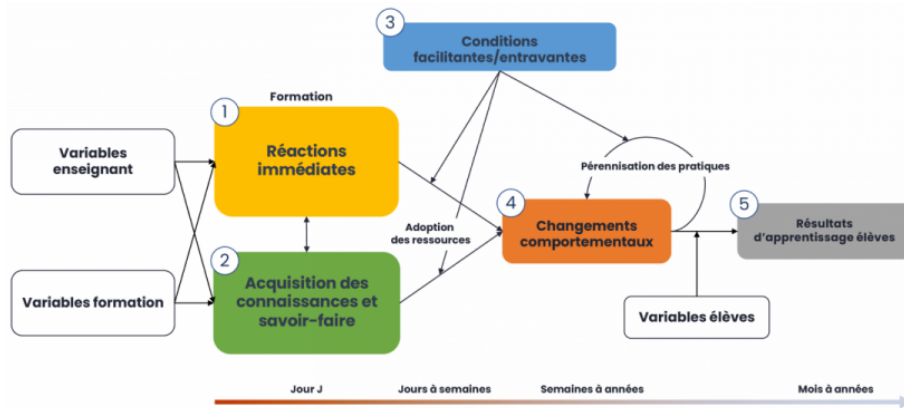 3
Conditions
facilitantes/entravantes
Formation
1
Réactions
immédiates
Variables
enseignant
Pérennisation des pratiques
4
Changements
comportementaux
5
Résultats
d'apprentissage élèves
Adoption
des ressources
2
Acquisition des
connaissances et
savoir-faire
Variables formation
Variables élèves
Jour J
Jours à semaines
Semaines à années
Mois à années